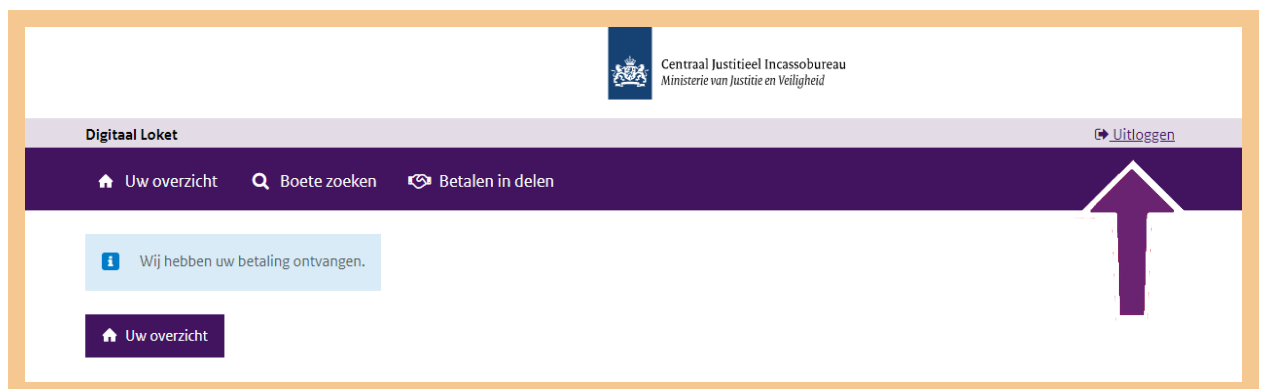 Centraal Justitieel Incassobureau
Ministerie van Justitie en Veiligheid
Digitaal Loket
Uitloggen
Uw overzicht
Boete zoeken
Betalen in delen
Wij hebben uw betaling ontvangen.
Uw overzicht